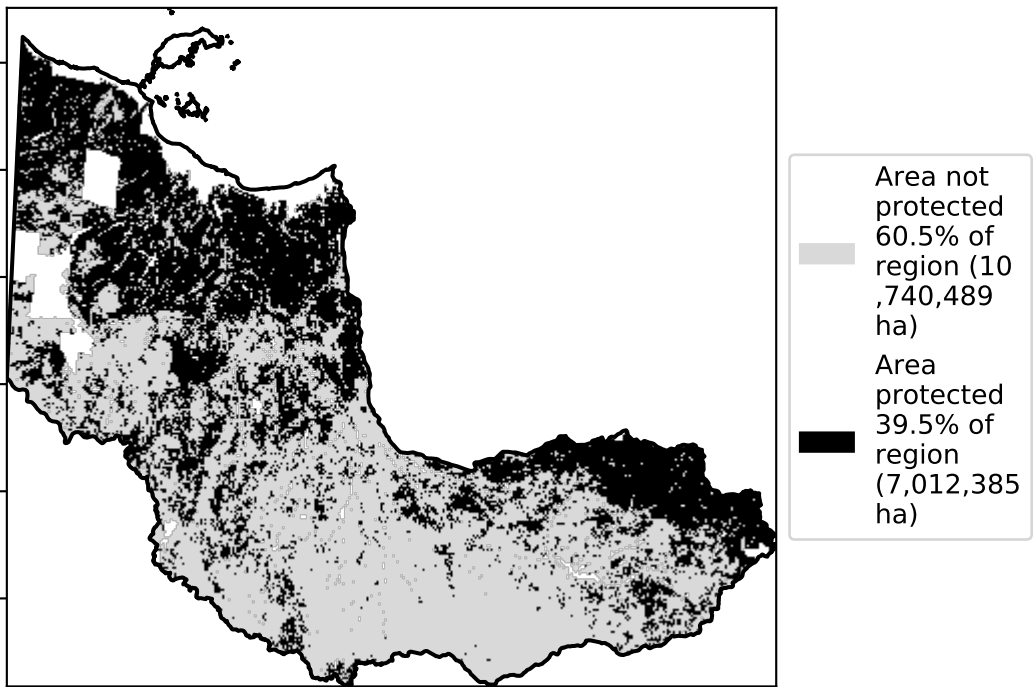 Area not
protected
60.5% of
region (10
,740,489
ha)
Area
protected
39.5% of
region
(7,012,385
ha)